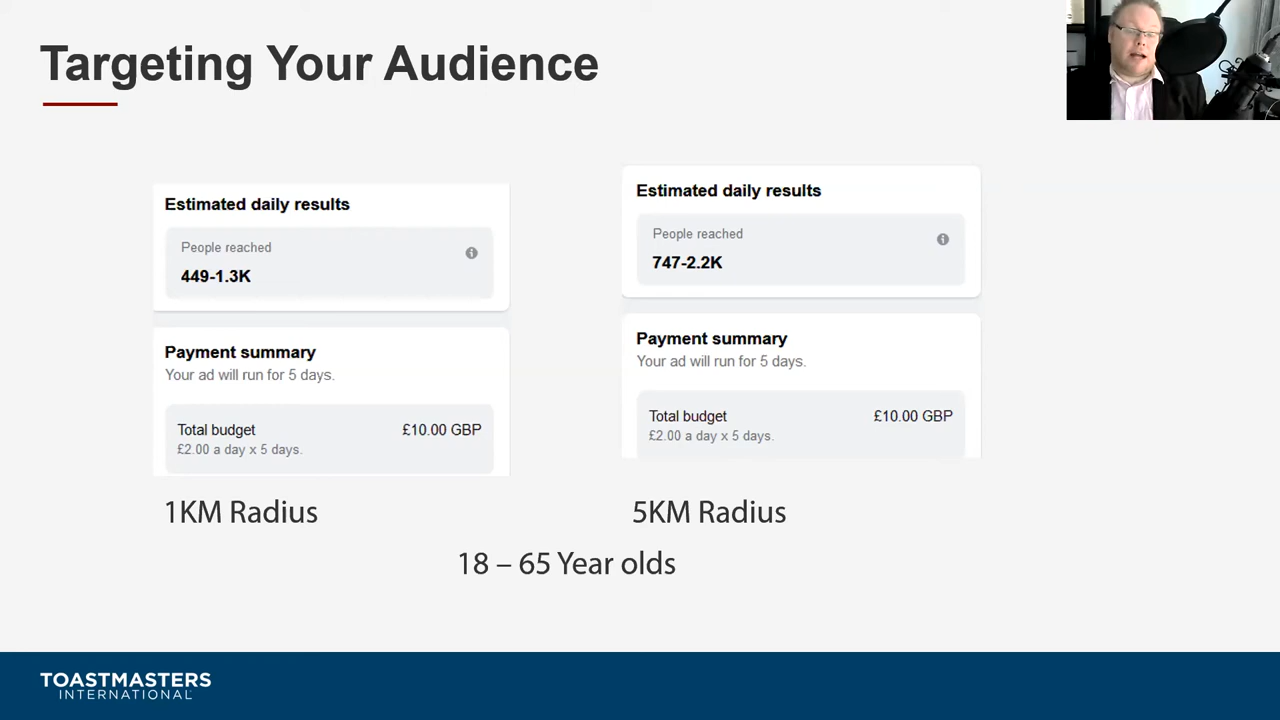 Targeting Your Audience
Estimated daily results
People reached
449-1.3K
Payment summary
Your ad will run for 5 days.
Total budget £10.00 GBP
£2.00 a day x 5 days.
1KM Radius
Estimated daily results
People reached
747-2.2K
Payment summary
Your ad will run for 5 days.
Total budget £10.00 GBP
£2.00 a day x 5 days.
5KM Radius
18 – 65 Year olds
TOASTMASTERS
INTERNATIONAL